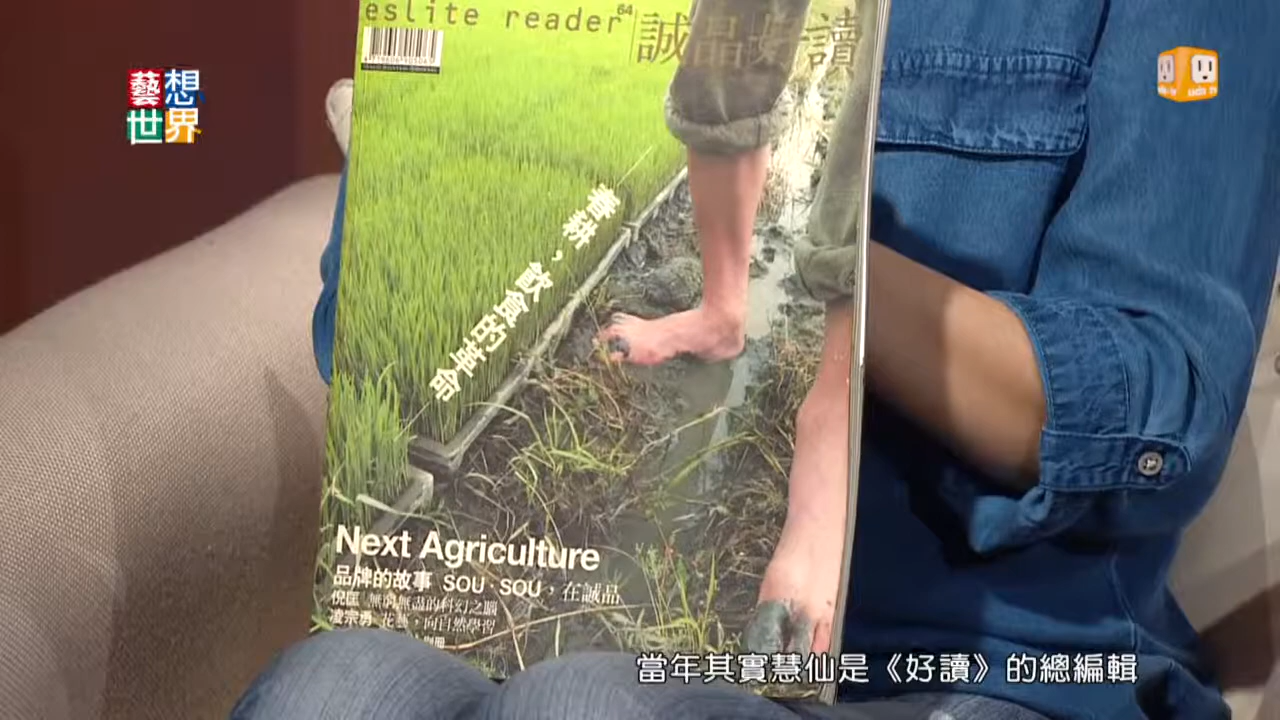 eslite reader 64 誠品好讀
藝想
世界
春耕，飲食的革命
Next Agriculture
品牌的故事 SOU·SOU，在誠品
倪匡 無窮無盡的科幻之腦
凌宗勇 花藝，向自然學習
當年其實慧仙是《好讀》的總編輯